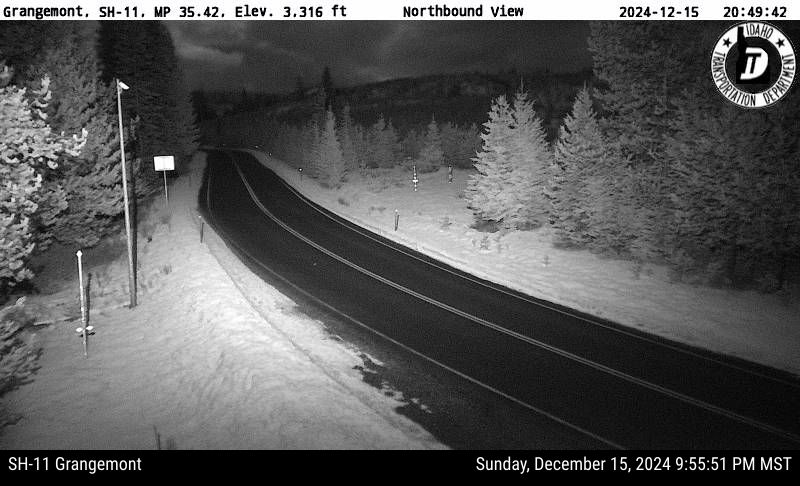 Grangemont, SH-11, MP 35.42, Elev. 3,316 ft Northbound View 2024-12-15 20:49:42
IDAHO
TRANSPORTATION DEPARTMENT
SH-11 Grangemont Sunday, December 15, 2024 9:55:51 PM MST